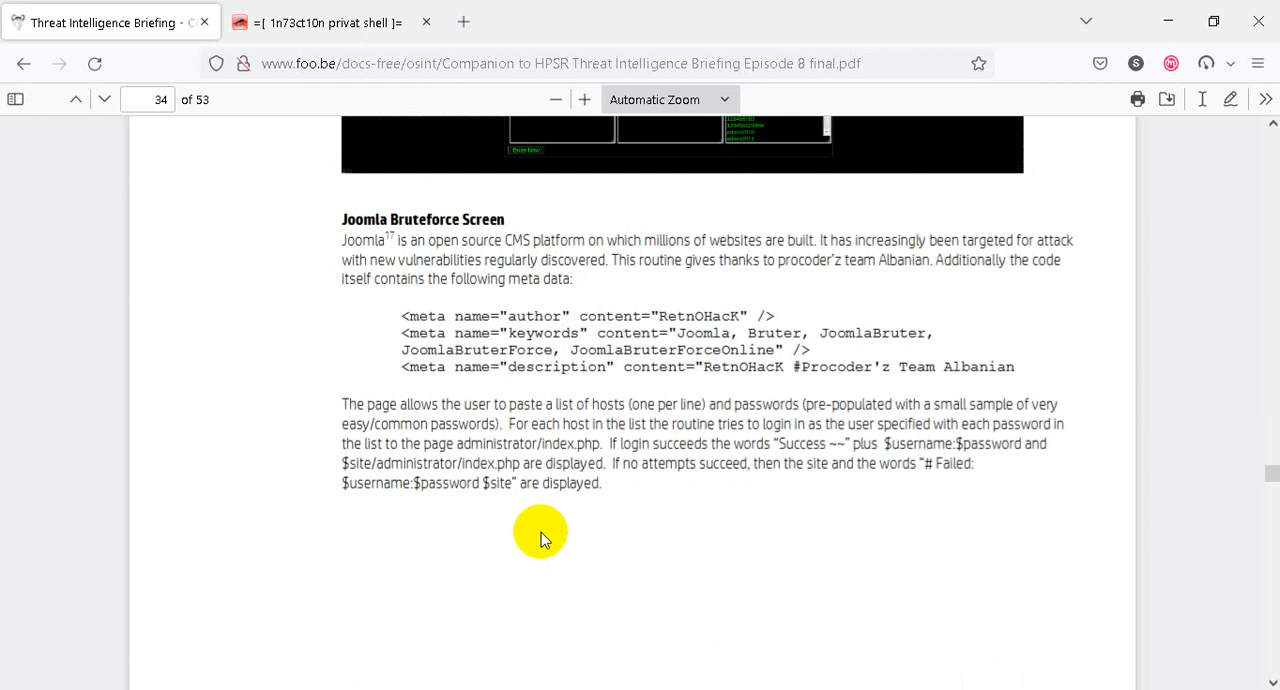 Threat Intelligence Briefing - C
=[ 1n73ct10n privat shell ]=
www.foo.be/docs-free/osint/Companion to HPSR Threat Intelligence Briefing Episode 8 final.pdf
34 of 53
Automatic Zoom
Brute Now
Joomla Bruteforce Screen
Joomla17 is an open source CMS platform on which millions of websites are built. It has increasingly been targeted for attack
with new vulnerabilities regularly discovered. This routine gives thanks to procoder'z team Albanian. Additionally the code
itself contains the following meta data:
<meta name="author" content="RetnOHacK" />
<meta name="keywords" content="Joomla, Bruter, JoomlaBruter,
JoomlaBruterForce, JoomlaBruterForceOnline" />
<meta name="description" content="RetnOHacK #Procoder'z Team Albanian
The page allows the user to paste a list of hosts (one per line) and passwords (pre-populated with a small sample of very
easy/common passwords). For each host in the list the routine tries to login in as the user specified with each password in
the list to the page administrator/index.php. If login succeeds the words “Success ~~” plus $username:$password and
$site/administrator/index.php are displayed. If no attempts succeed, then the site and the words “# Failed:
$username:$password $site” are displayed.